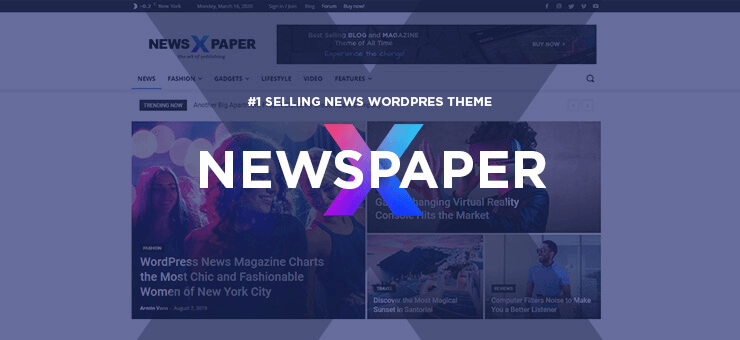 -0.2 C New York Monday, March 16, 2020 Sign in / Join Blog Forum Buy now!
NEWS X PAPER
the art of publishing
Best Selling BLOG and MAGAZINE
Theme of All Time
Experience the change!
BUY NOW >
NEWS FASHION GADGETS LIFESTYLE VIDEO FEATURES
TRENDING NOW Another Big Apar
#1 SELLING NEWS WORDPRES THEME
X
NEWSPAPER
Ga hanging Virtual Reality
Console Hits the Market
FASHION
WordPress News Magazine Charts
the Most Chic and Fashionable
Women of New York City
Armin Vans - August 7, 2019
TRAVEL
Discover the Most Magical
Sunset in Santorini
REVIEWS
Computer Filters Noise to Make
You a Better Listener